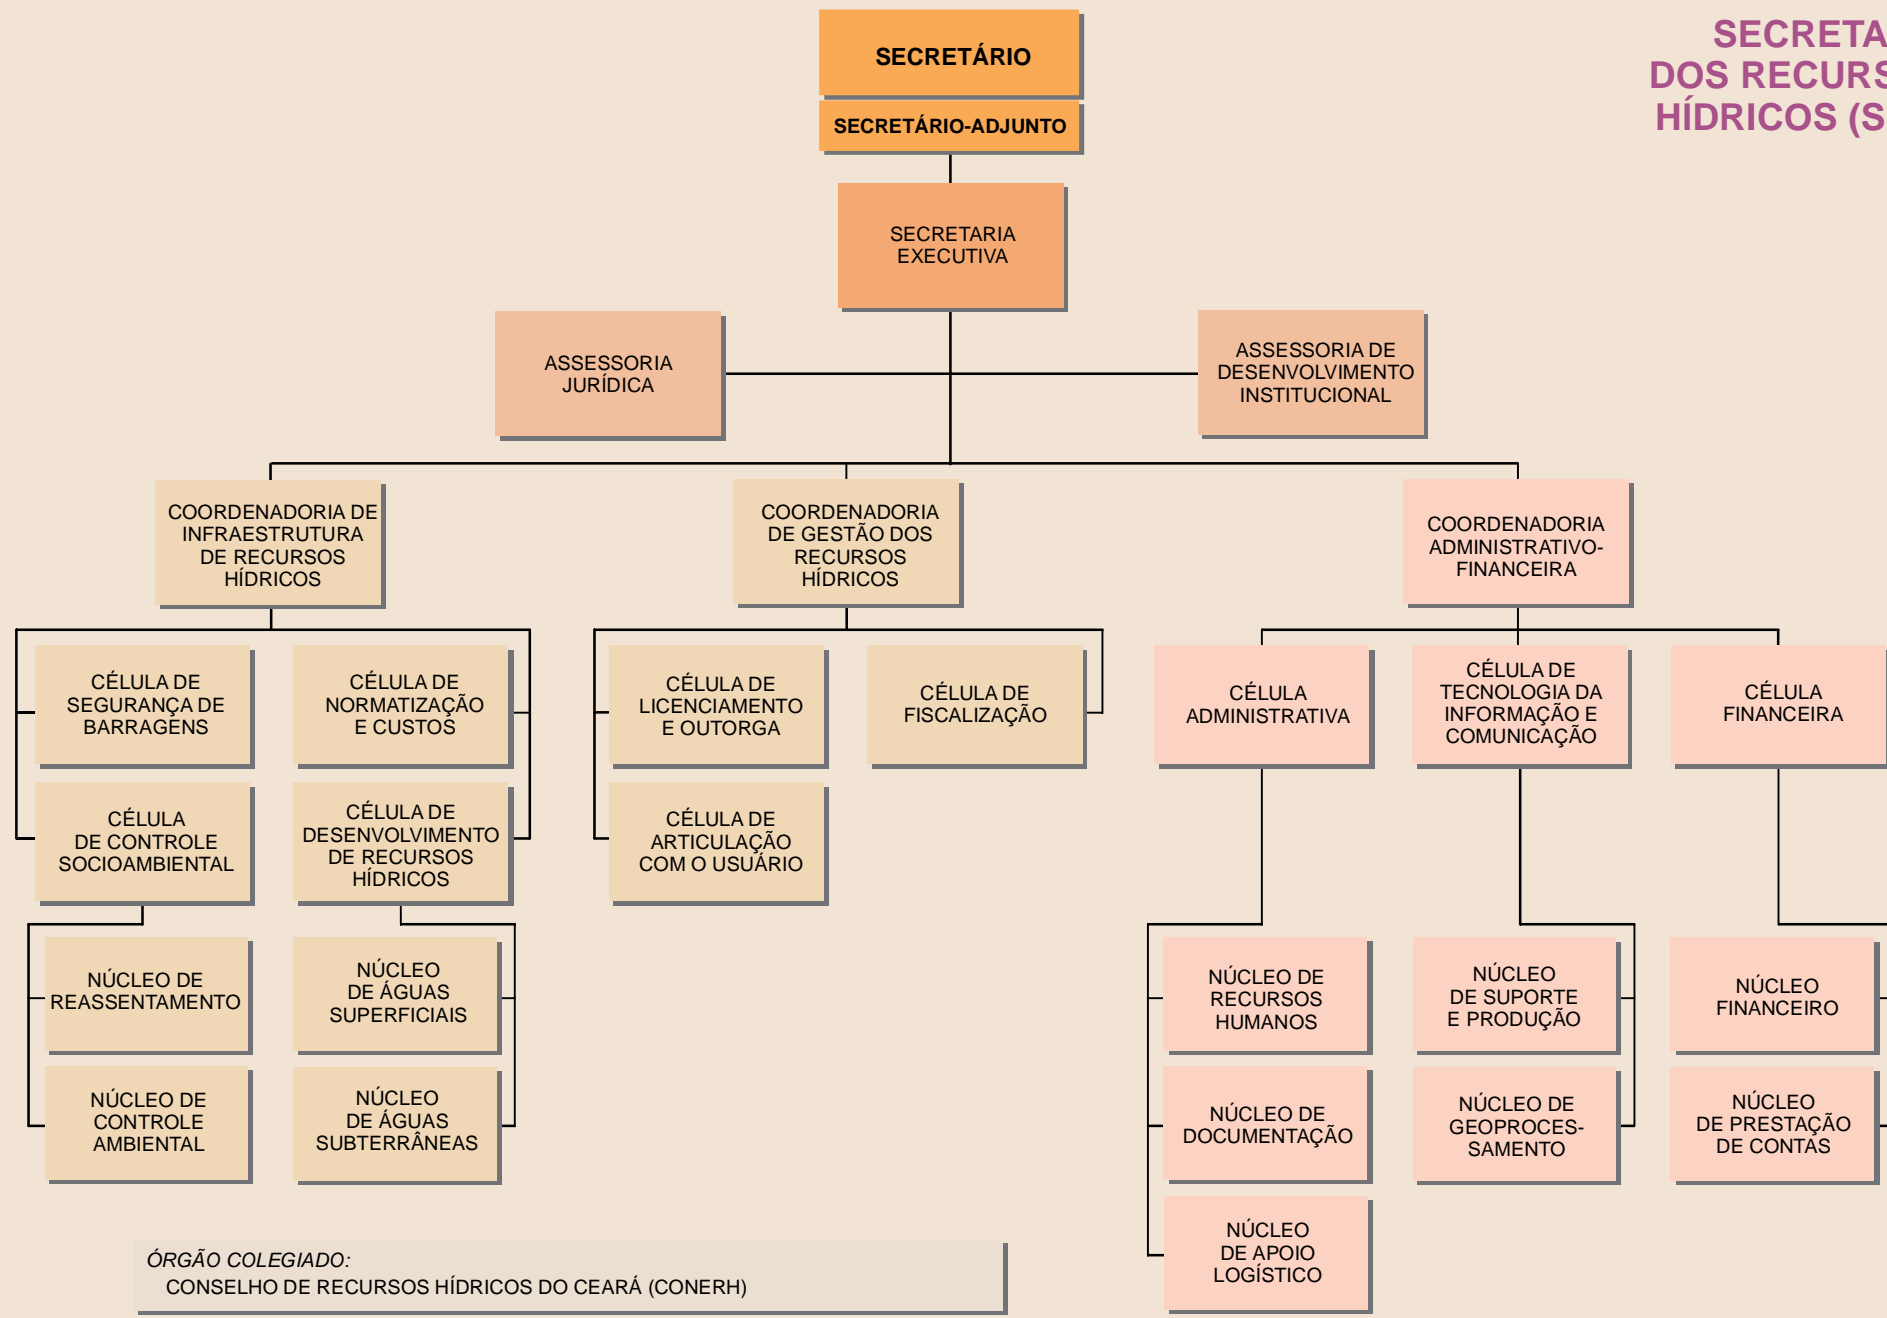 SECRETÁRIO
SECRETÁRIO-ADJUNTO
DOS RECURS
HÍDRICOS (S
SECRETARIA
EXECUTIVA
ASSESSORIA
JURÍDICA
ASSESSORIA DE
DESENVOLVIMENTO
INSTITUCIONAL
COORDENADORIA DE
INFRAESTRUTURA
DE RECURSOS
HÍDRICOS
COORDENADORIA
DE GESTÃO DOS
RECURSOS
HÍDRICOS
COORDENADORIA
ADMINISTRATIVO-
FINANCEIRA
CÉLULA DE
SEGURANÇA DE
BARRAGENS
CÉLULA DE
NORMATIZAÇÃO
E CUSTOS
CÉLULA DE
LICENCIAMENTO
E OUTORGA
CÉLULA DE
FISCALIZAÇÃO
CÉLULA
ADMINISTRATIVA
CÉLULA DE
TECNOLOGIA DA
INFORMAÇÃO E
COMUNICAÇÃO
CÉLULA
FINANCEIRA
CÉLULA
DE CONTROLE
SOCIOAMBIENTAL
CÉLULA DE
DESENVOLVIMENTO
DE RECURSOS
HÍDRICOS
CÉLULA DE
ARTICULAÇÃO
COM O USUÁRIO
NÚCLEO DE
REASSENTAMENTO
NÚCLEO
DE ÁGUAS
SUPERFICIAIS
NÚCLEO DE
RECURSOS
HUMANOS
NÚCLEO
DE SUPORTE
E PRODUÇÃO
NÚCLEO
FINANCEIRO
NÚCLEO DE
CONTROLE
AMBIENTAL
NÚCLEO
DE ÁGUAS
SUBTERRÂNEAS
NÚCLEO DE
DOCUMENTAÇÃO
NÚCLEO DE
GEOPROCES-
SAMENTO
NÚCLEO
DE PRESTAÇÃO
DE CONTAS
NÚCLEO
DE APOIO
LOGÍSTICO
ÓRGÃO COLEGIADO:
CONSELHO DE RECURSOS HÍDRICOS DO CEARÁ (CONERH)